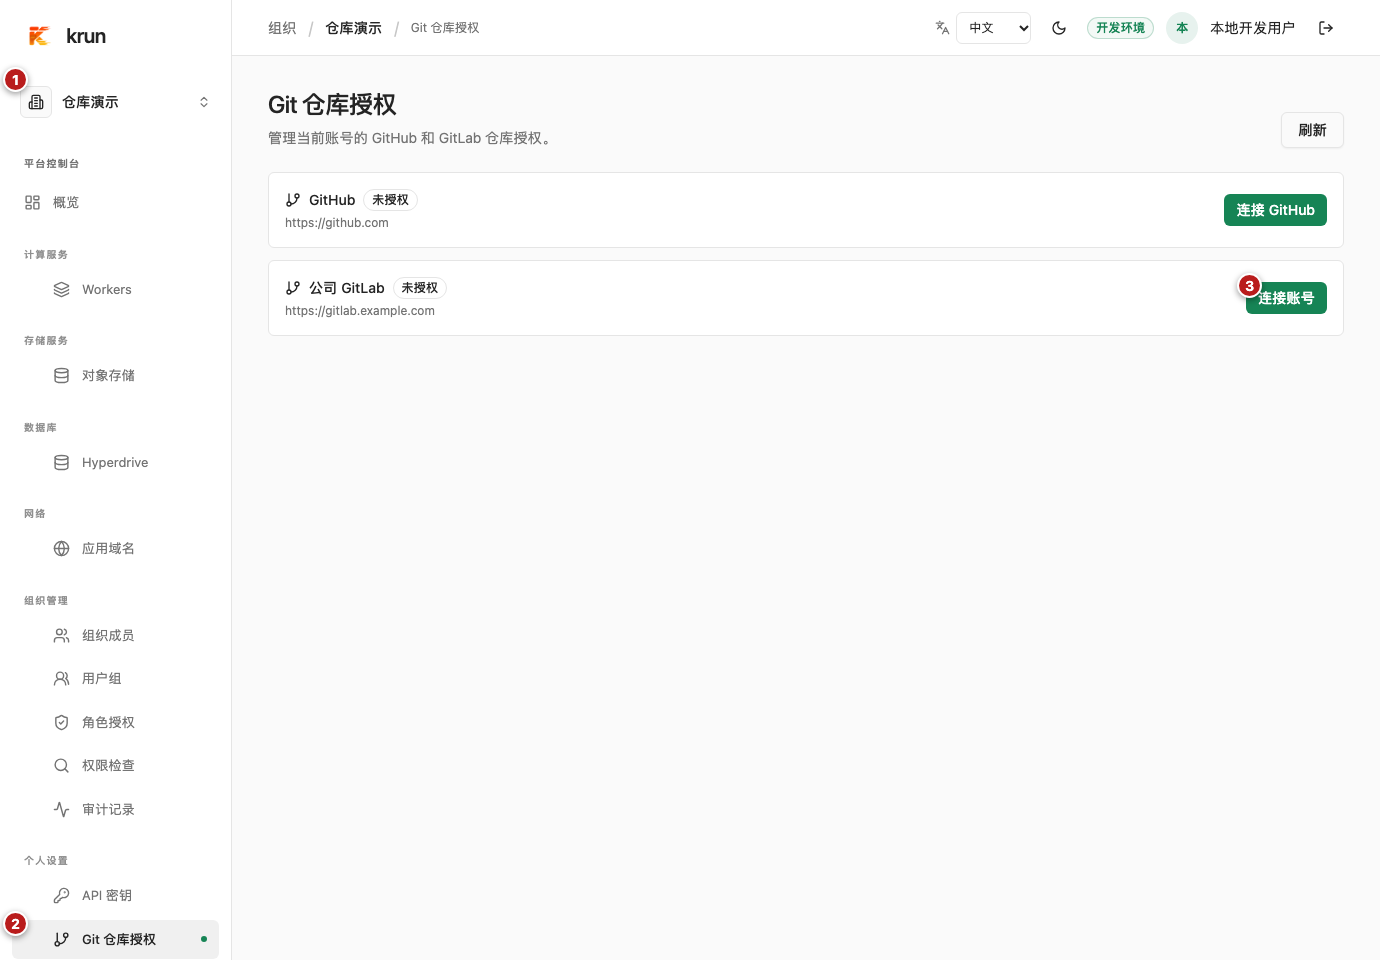 krun
1
仓库演示
平台控制台
概览
计算服务
Workers
存储服务
对象存储
数据库
Hyperdrive
网络
应用域名
组织管理
组织成员
用户组
角色授权
权限检查
审计记录
个人设置
API 密钥
2
Git 仓库授权
组织 / 仓库演示 / Git 仓库授权
中文
开发环境
本
本地开发用户
Git 仓库授权
管理当前账号的 GitHub 和 GitLab 仓库授权。
刷新
GitHub 未授权
https://github.com
连接 GitHub
公司 GitLab 未授权
https://gitlab.example.com
3
连接账号